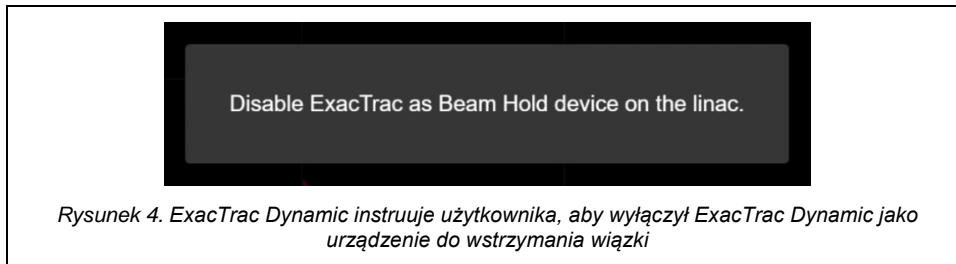 Disable ExacTrac as Beam Hold device on the linac.
Rysunek 4. ExacTrac Dynamic instruuje użytkownika, aby wyłączył ExacTrac Dynamic jako
urządzenie do wstrzymania wiązki